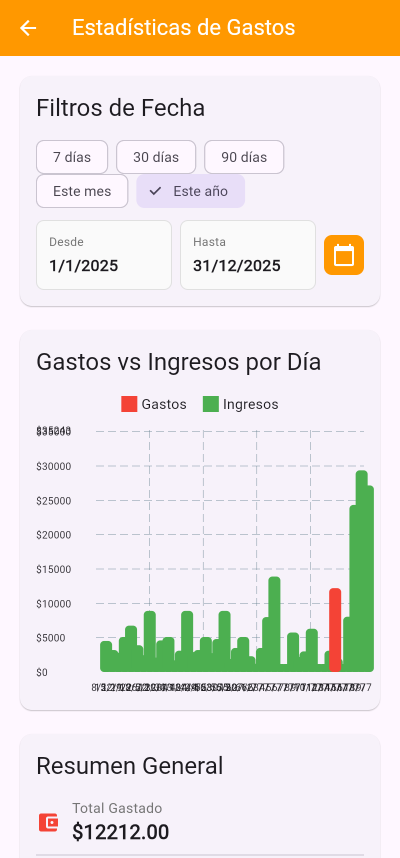 Estadísticas de Gastos
Filtros de Fecha
7 días 30 días 90 días
Este mes Este año
Desde Hasta
1/1/2025 31/12/2025
Gastos vs Ingresos por Día
Gastos Ingresos
$30000
$25000
$20000
$15000
$10000
$5000
$0
Resumen General
Total Gastado
$12212.00